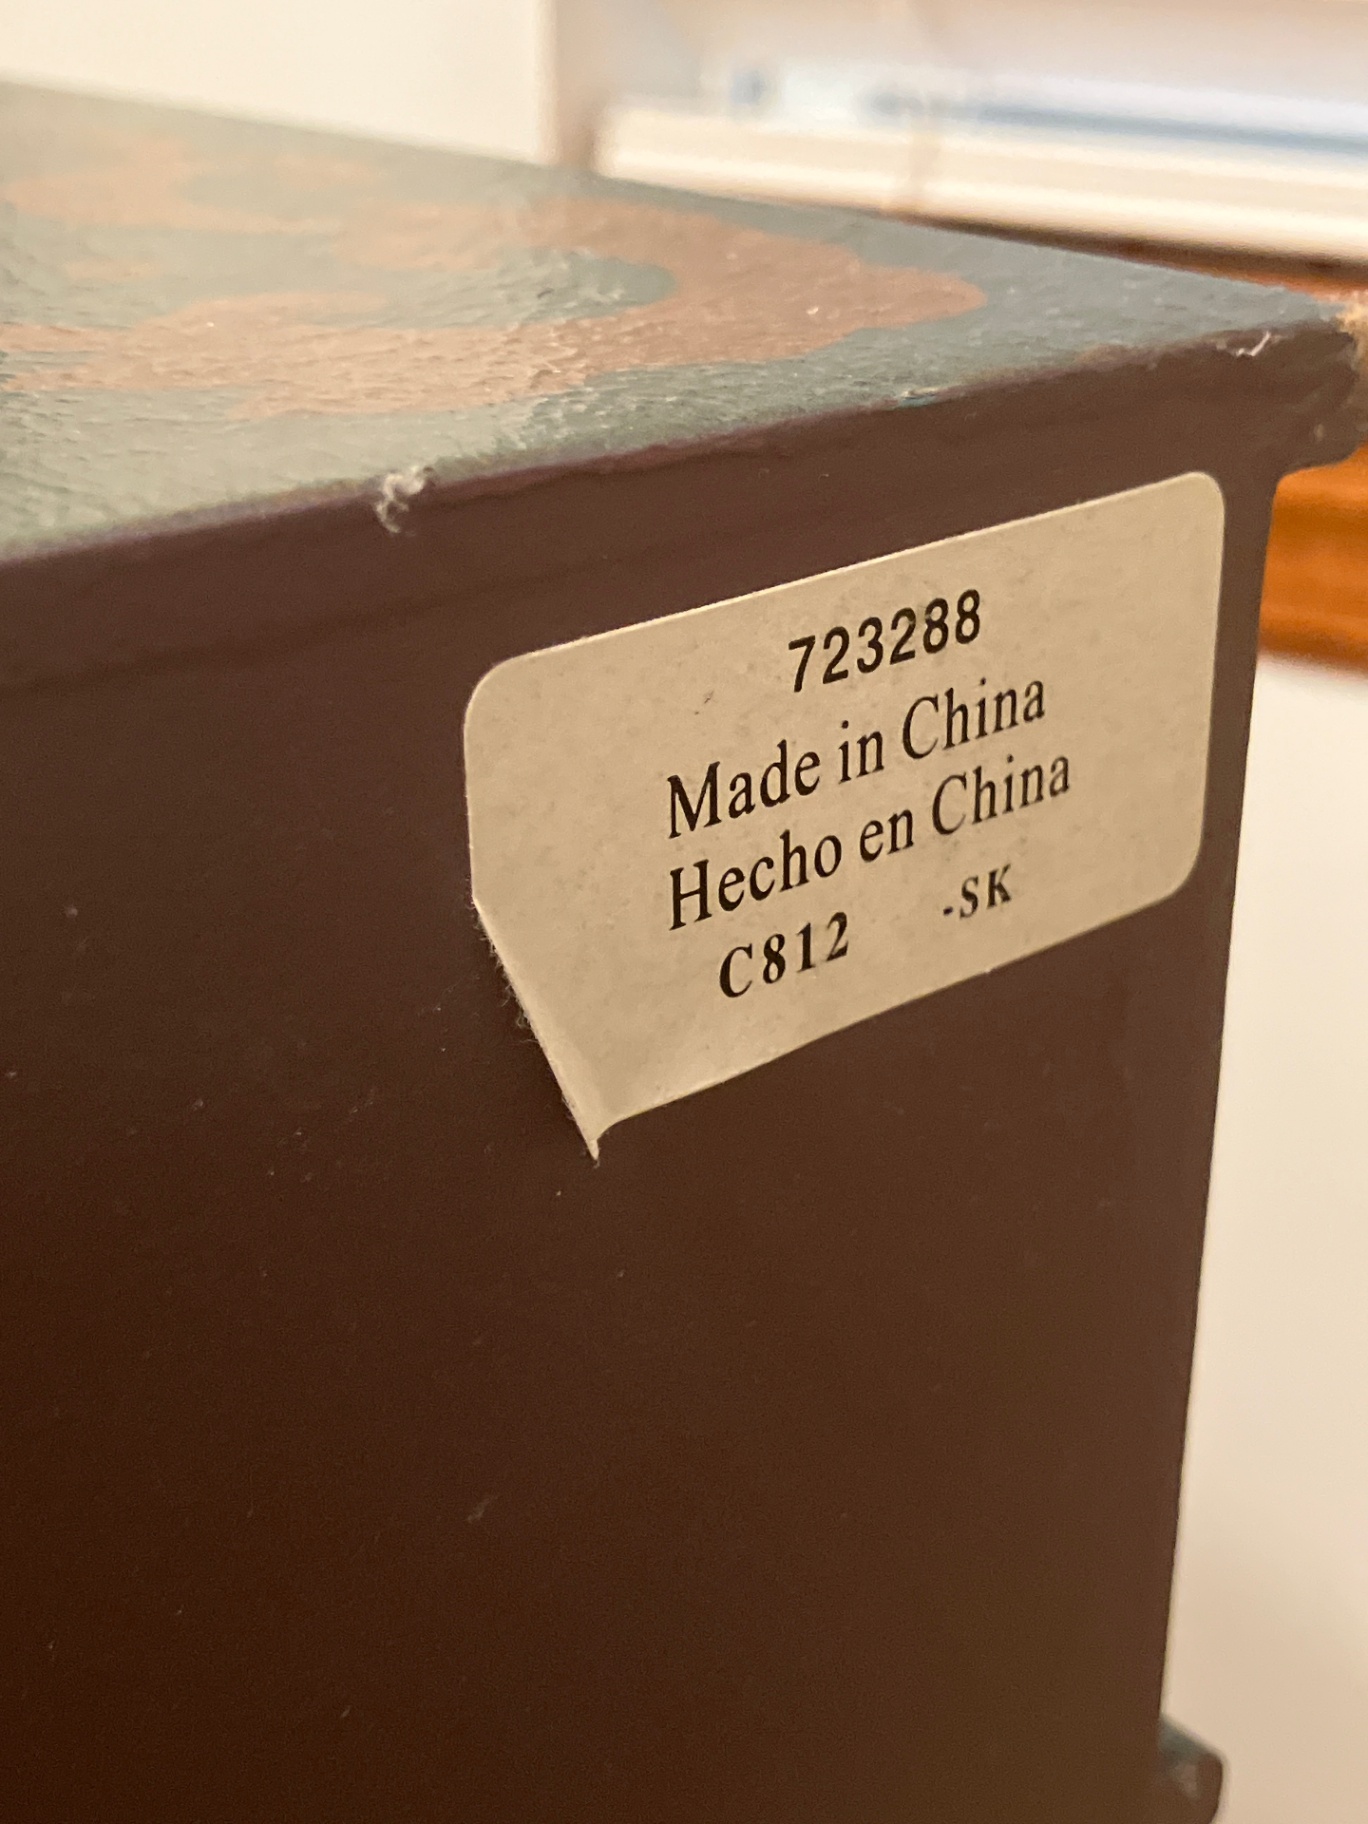 723288
Made in China
Hecho en China
C812 -SK